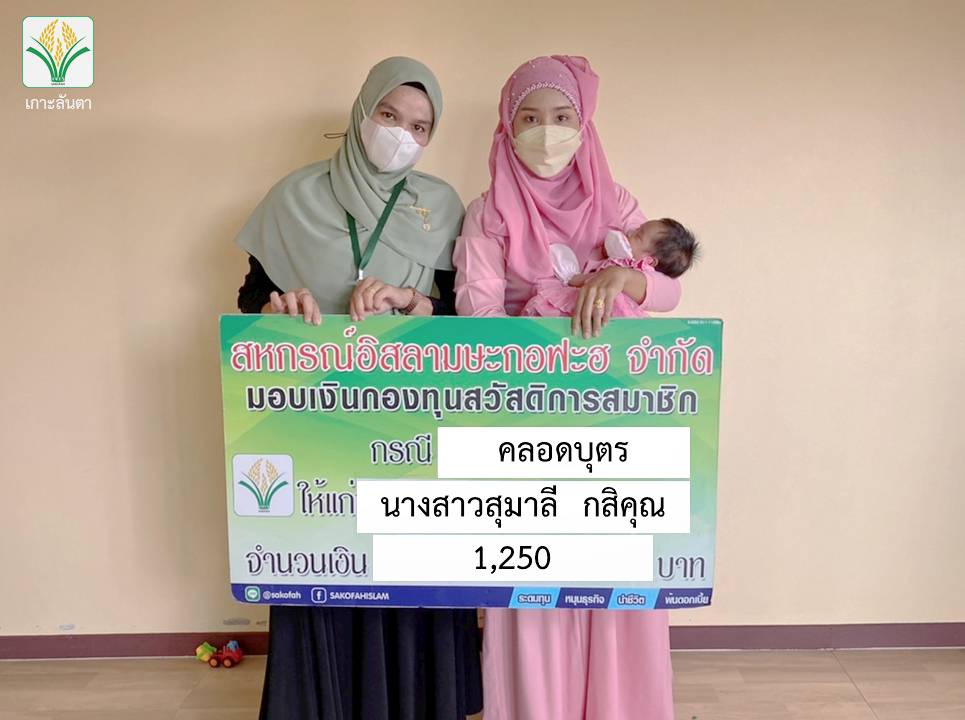 SAKOFAH
เกาะลันตา
สหกรณ์อิสลามษะกอฟะฮ จำกัด
มอบเงินกองทุนสวัสดิการสมาชิก
กรณี คลอดบุตร
ให้แก่ นางสาวสุมาลี กสิคุณ
จำนวนเงิน 1,250 บาท
@sakofah SAKOFAHISLAM ระดมทุน หมุนธุรกิจ นำชีวิต พ้นดอกเบี้ย